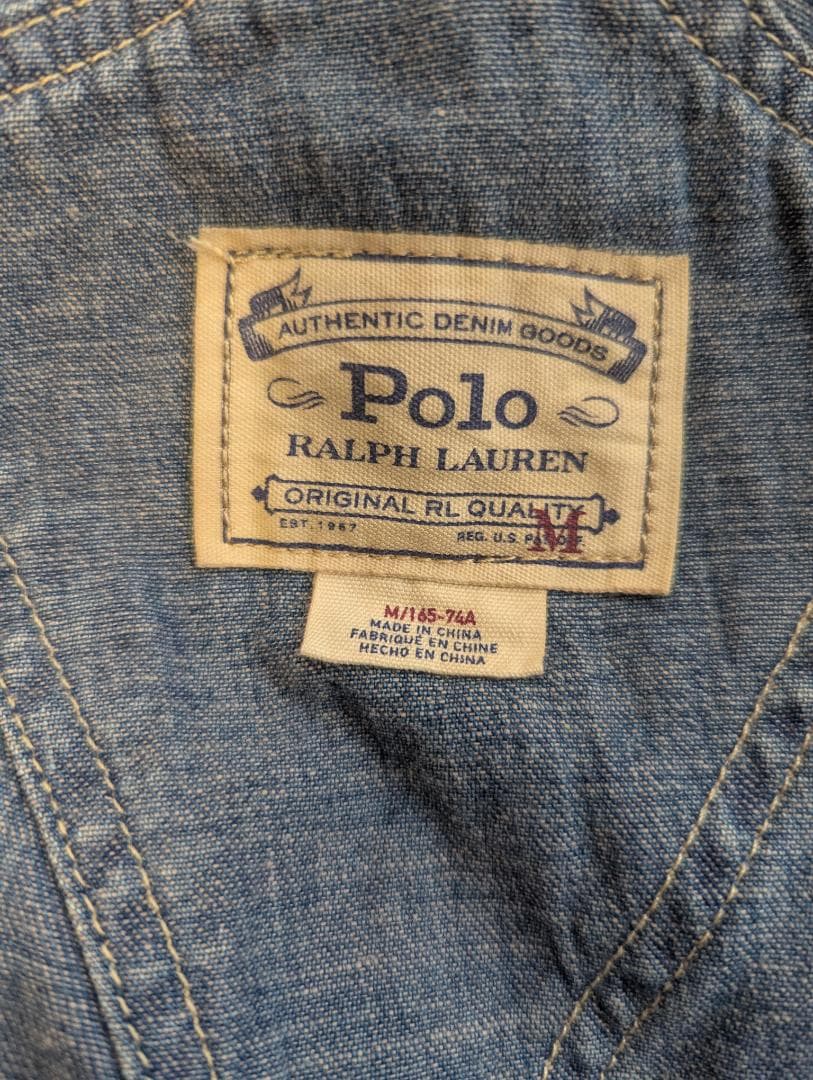 AUTHENTIC DENIM GOODS
Polo
RALPH LAUREN
ORIGINAL RL QUALITY
EST. 1967
REG. U.S. PAT. OFF.
M
M/165-74A
MADE IN CHINA
FABRIQUÉ EN CHINE
HECHO EN CHINA